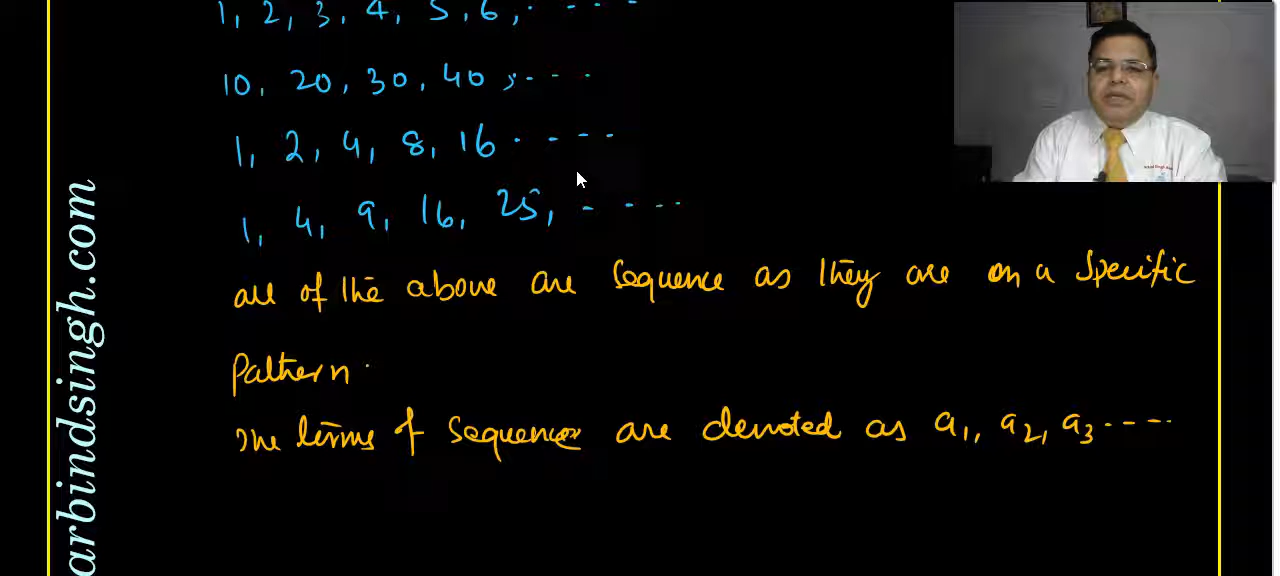 1, 2, 3, 4, 5, 6, - - - -
10, 20, 30, 40, - - -
1, 2, 4, 8, 16 - - - -
1, 4, 9, 16, 25, - - - -
all of the above are sequence as they are on a specific
Pattern.
The terms of sequence are denoted as a1, a2, a3 - - - -
arbindsingh.com